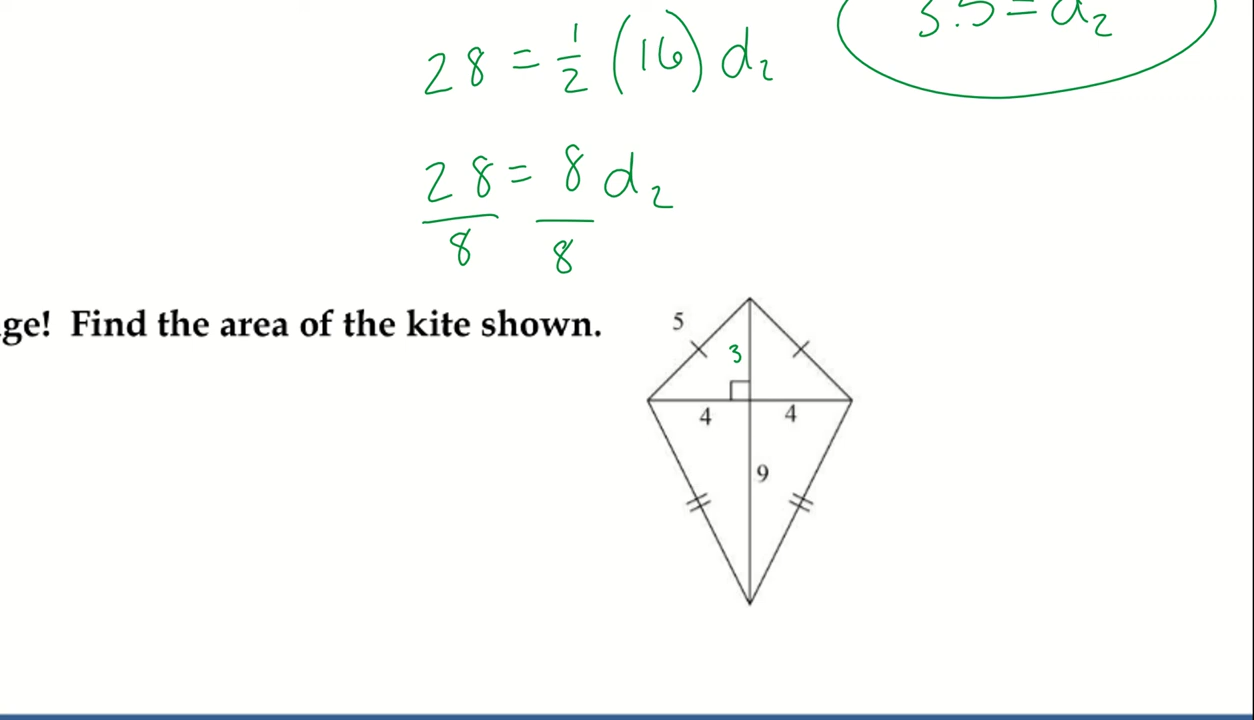 3.5 = d₂
28 = 1/2 (16) d₂
28 = 8 d₂
8 8
ge! Find the area of the kite shown.
5
3
4 4
9